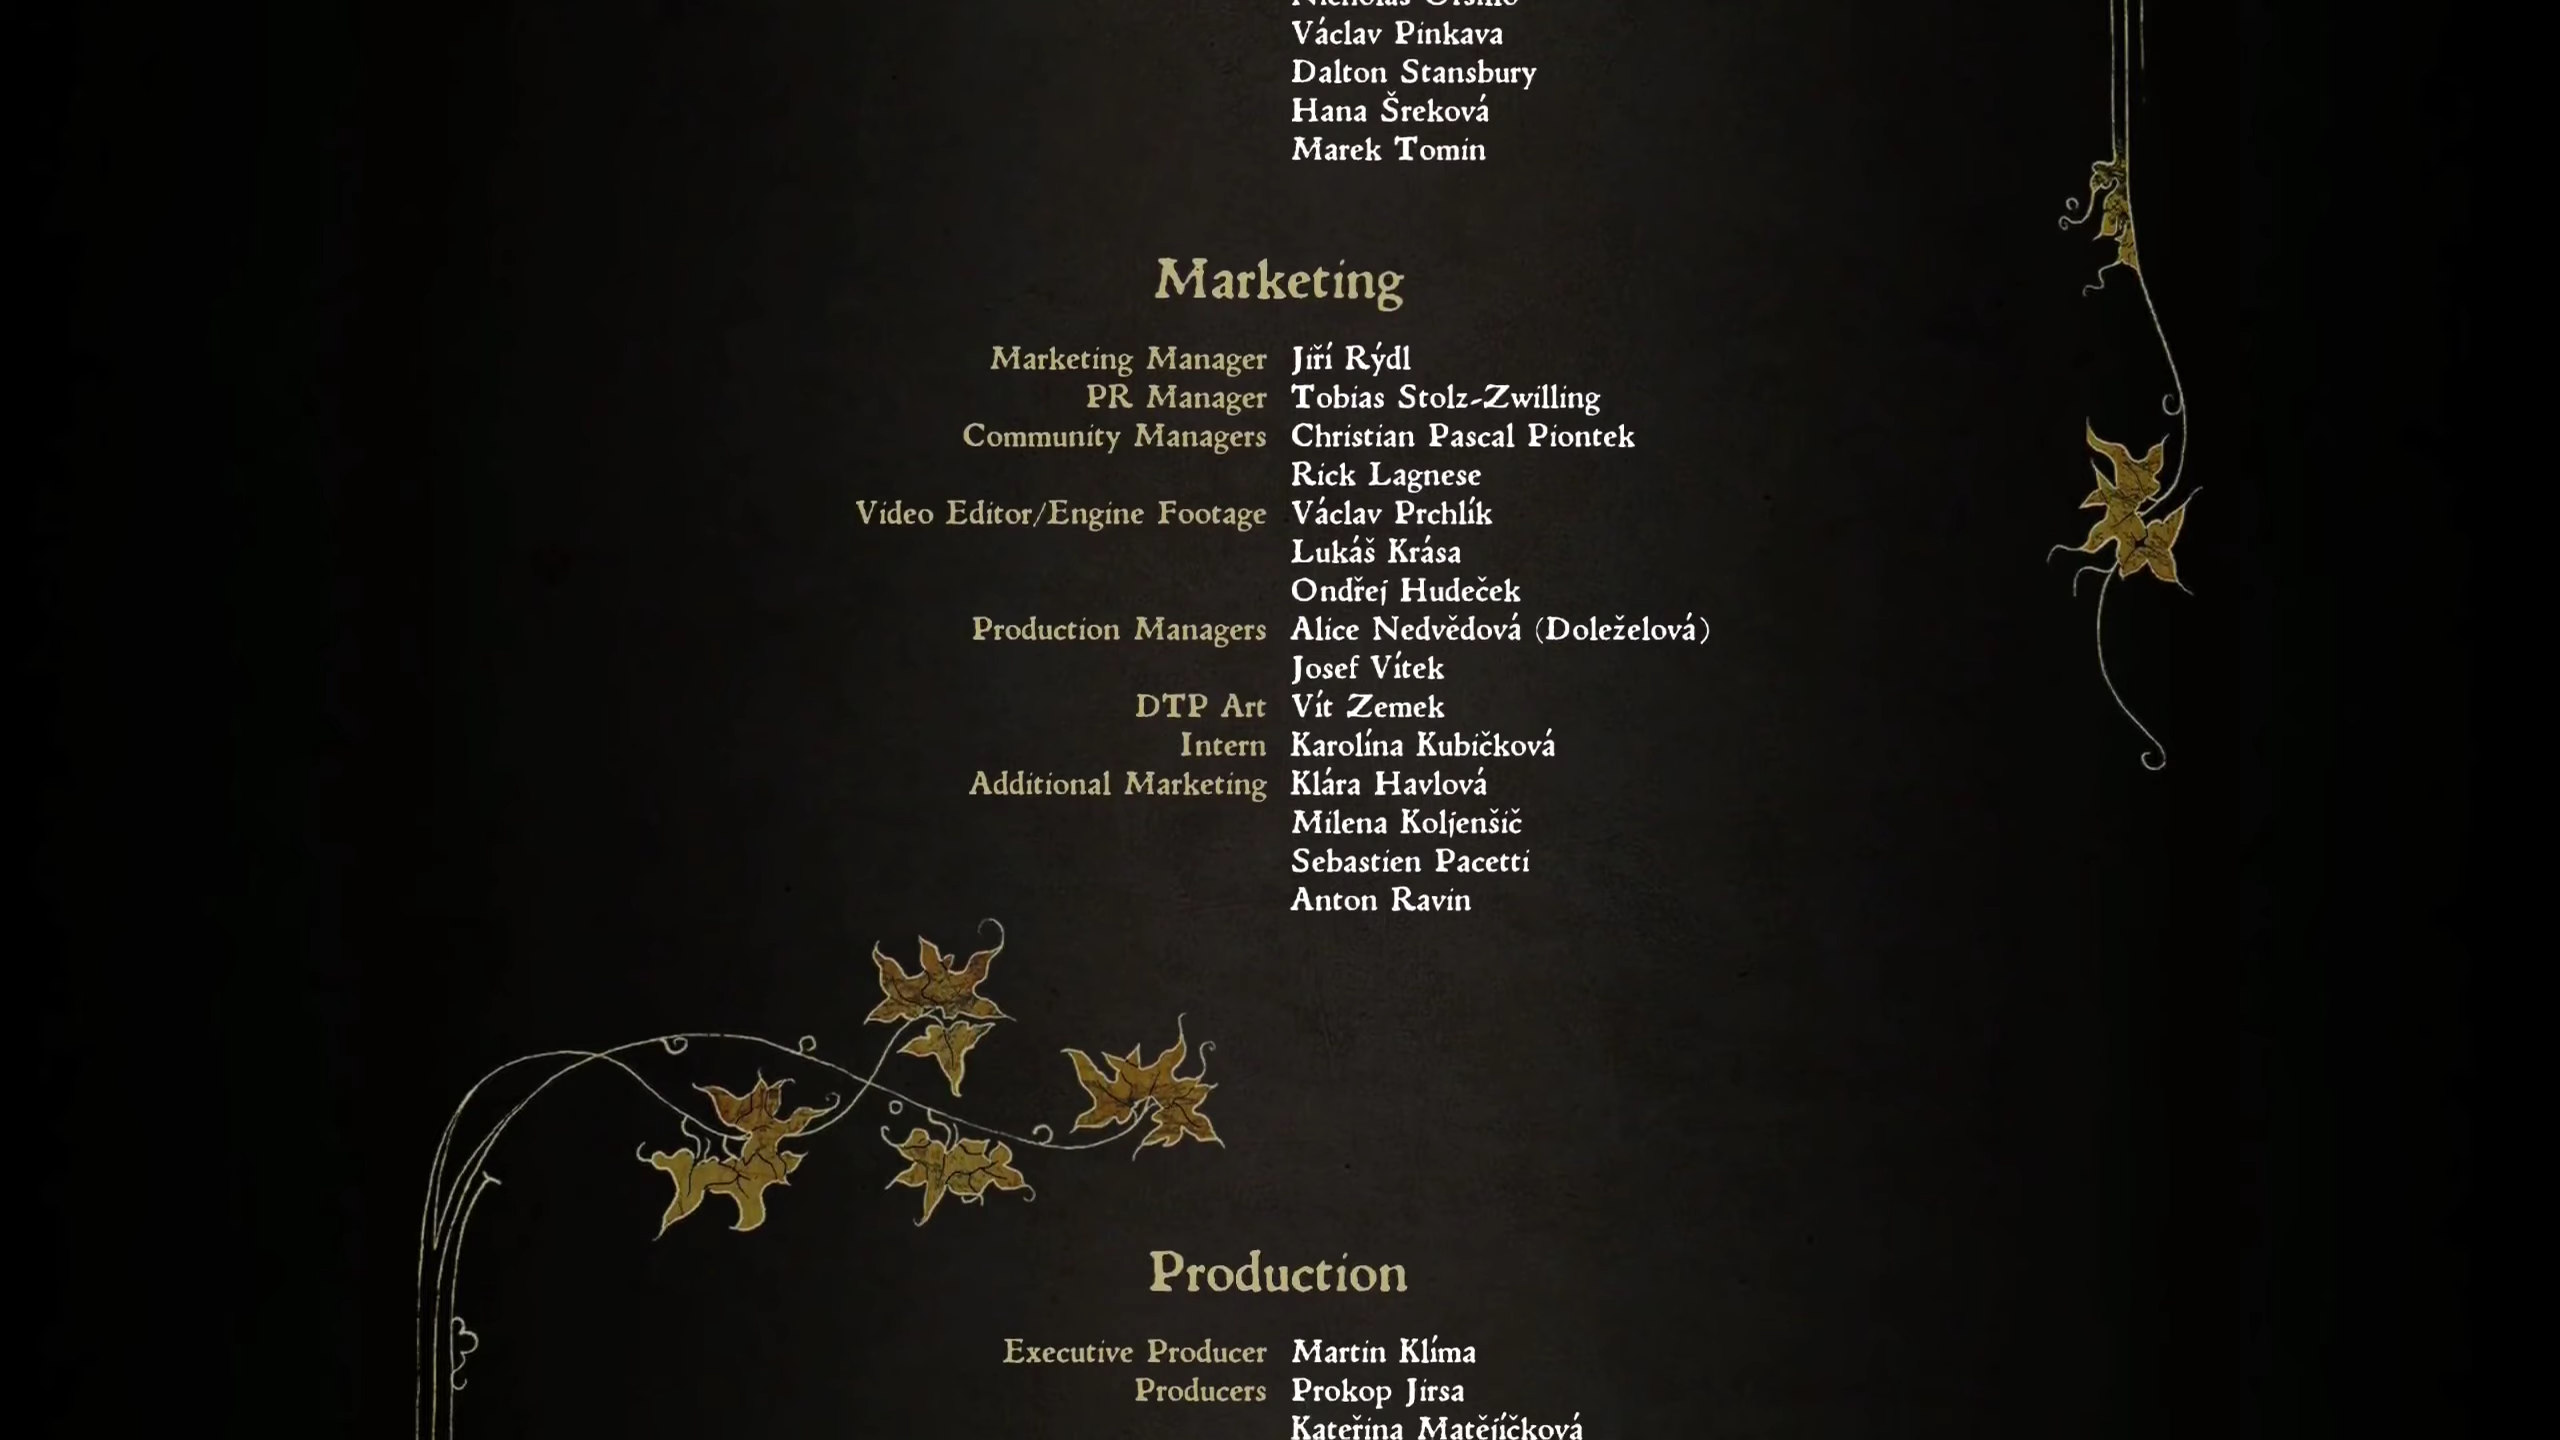 Václav Pinkava
Dalton Stansbury
Hana Šreková
Marek Tomin
Marketing
Marketing Manager Jiří Rýdl
PR Manager Tobias Stolz-Zwilling
Community Managers Christian Pascal Piontek
Rick Lagnese
Video Editor/Engine Footage Václav Prchlík
Lukáš Krása
Ondřej Hudeček
Production Managers Alice Nedvědová (Doleželová)
Josef Vítek
DTP Art Vít Zemek
Intern Karolína Kubičková
Additional Marketing Klára Havlová
Milena Koljenšič
Sebastien Pacetti
Anton Ravin
Production
Executive Producer Martin Klíma
Producers Prokop Jirsa
Kateřina Matějíčková